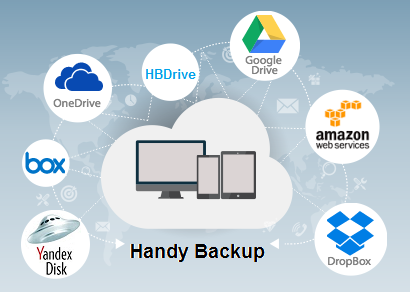 Google
Drive
HBDrive
OneDrive
amazon
web services
box
Yandex
Disk
DropBox
Handy Backup